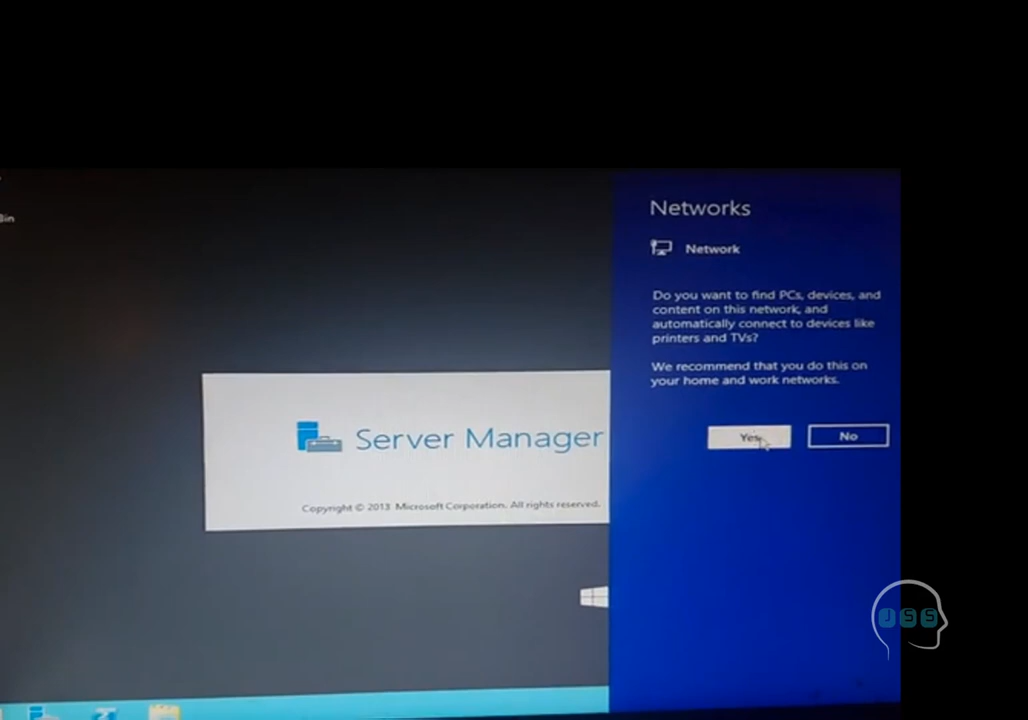 Bin
Networks
Network
Do you want to find PCs, devices, and
content on this network, and
automatically connect to devices like
printers and TVs?
We recommend that you do this on
your home and work networks.
Yes
No
Server Manager
Copyright © 2013 Microsoft Corporation. All rights reserved.
JSS